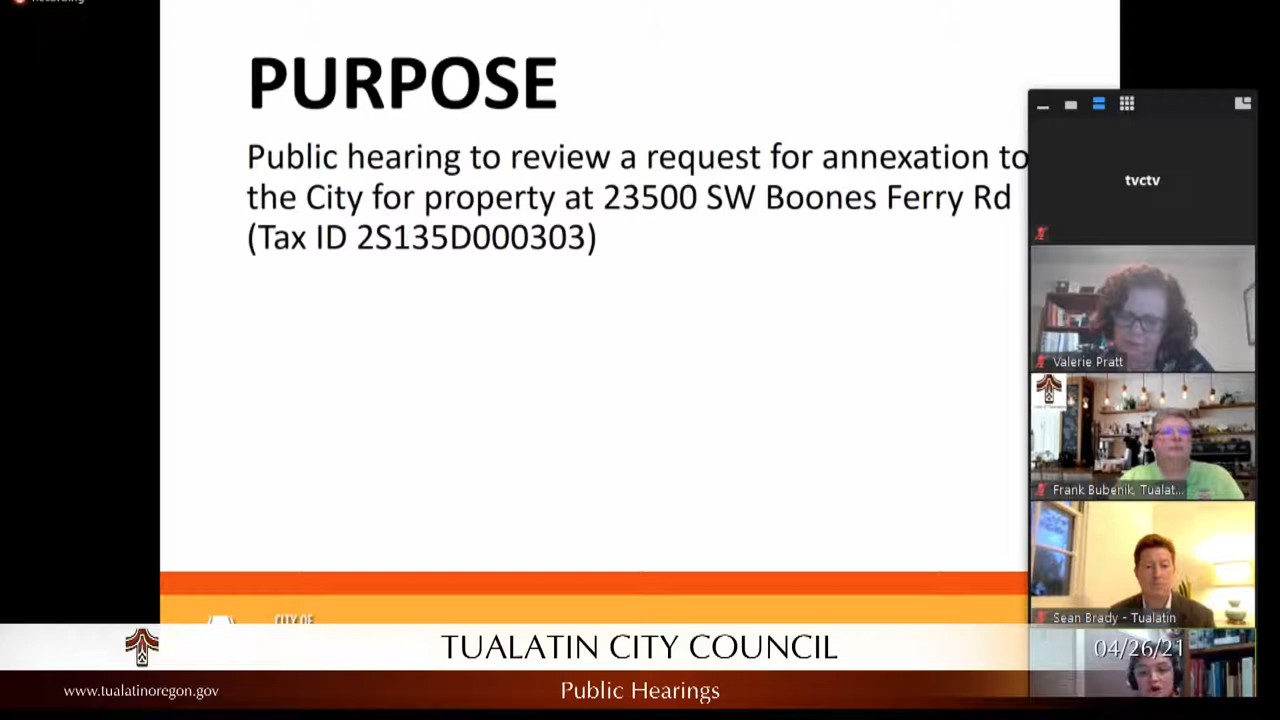 PURPOSE
Public hearing to review a request for annexation to
the City for property at 23500 SW Boones Ferry Rd
(Tax ID 2S135D000303)
tvctv
Valerie Pratt
Frank Bubenik, Tualat...
Sean Brady - Tualatin
CITY OF
TUALATIN CITY COUNCIL
04/26/21
www.tualatinoregon.gov
Public Hearings